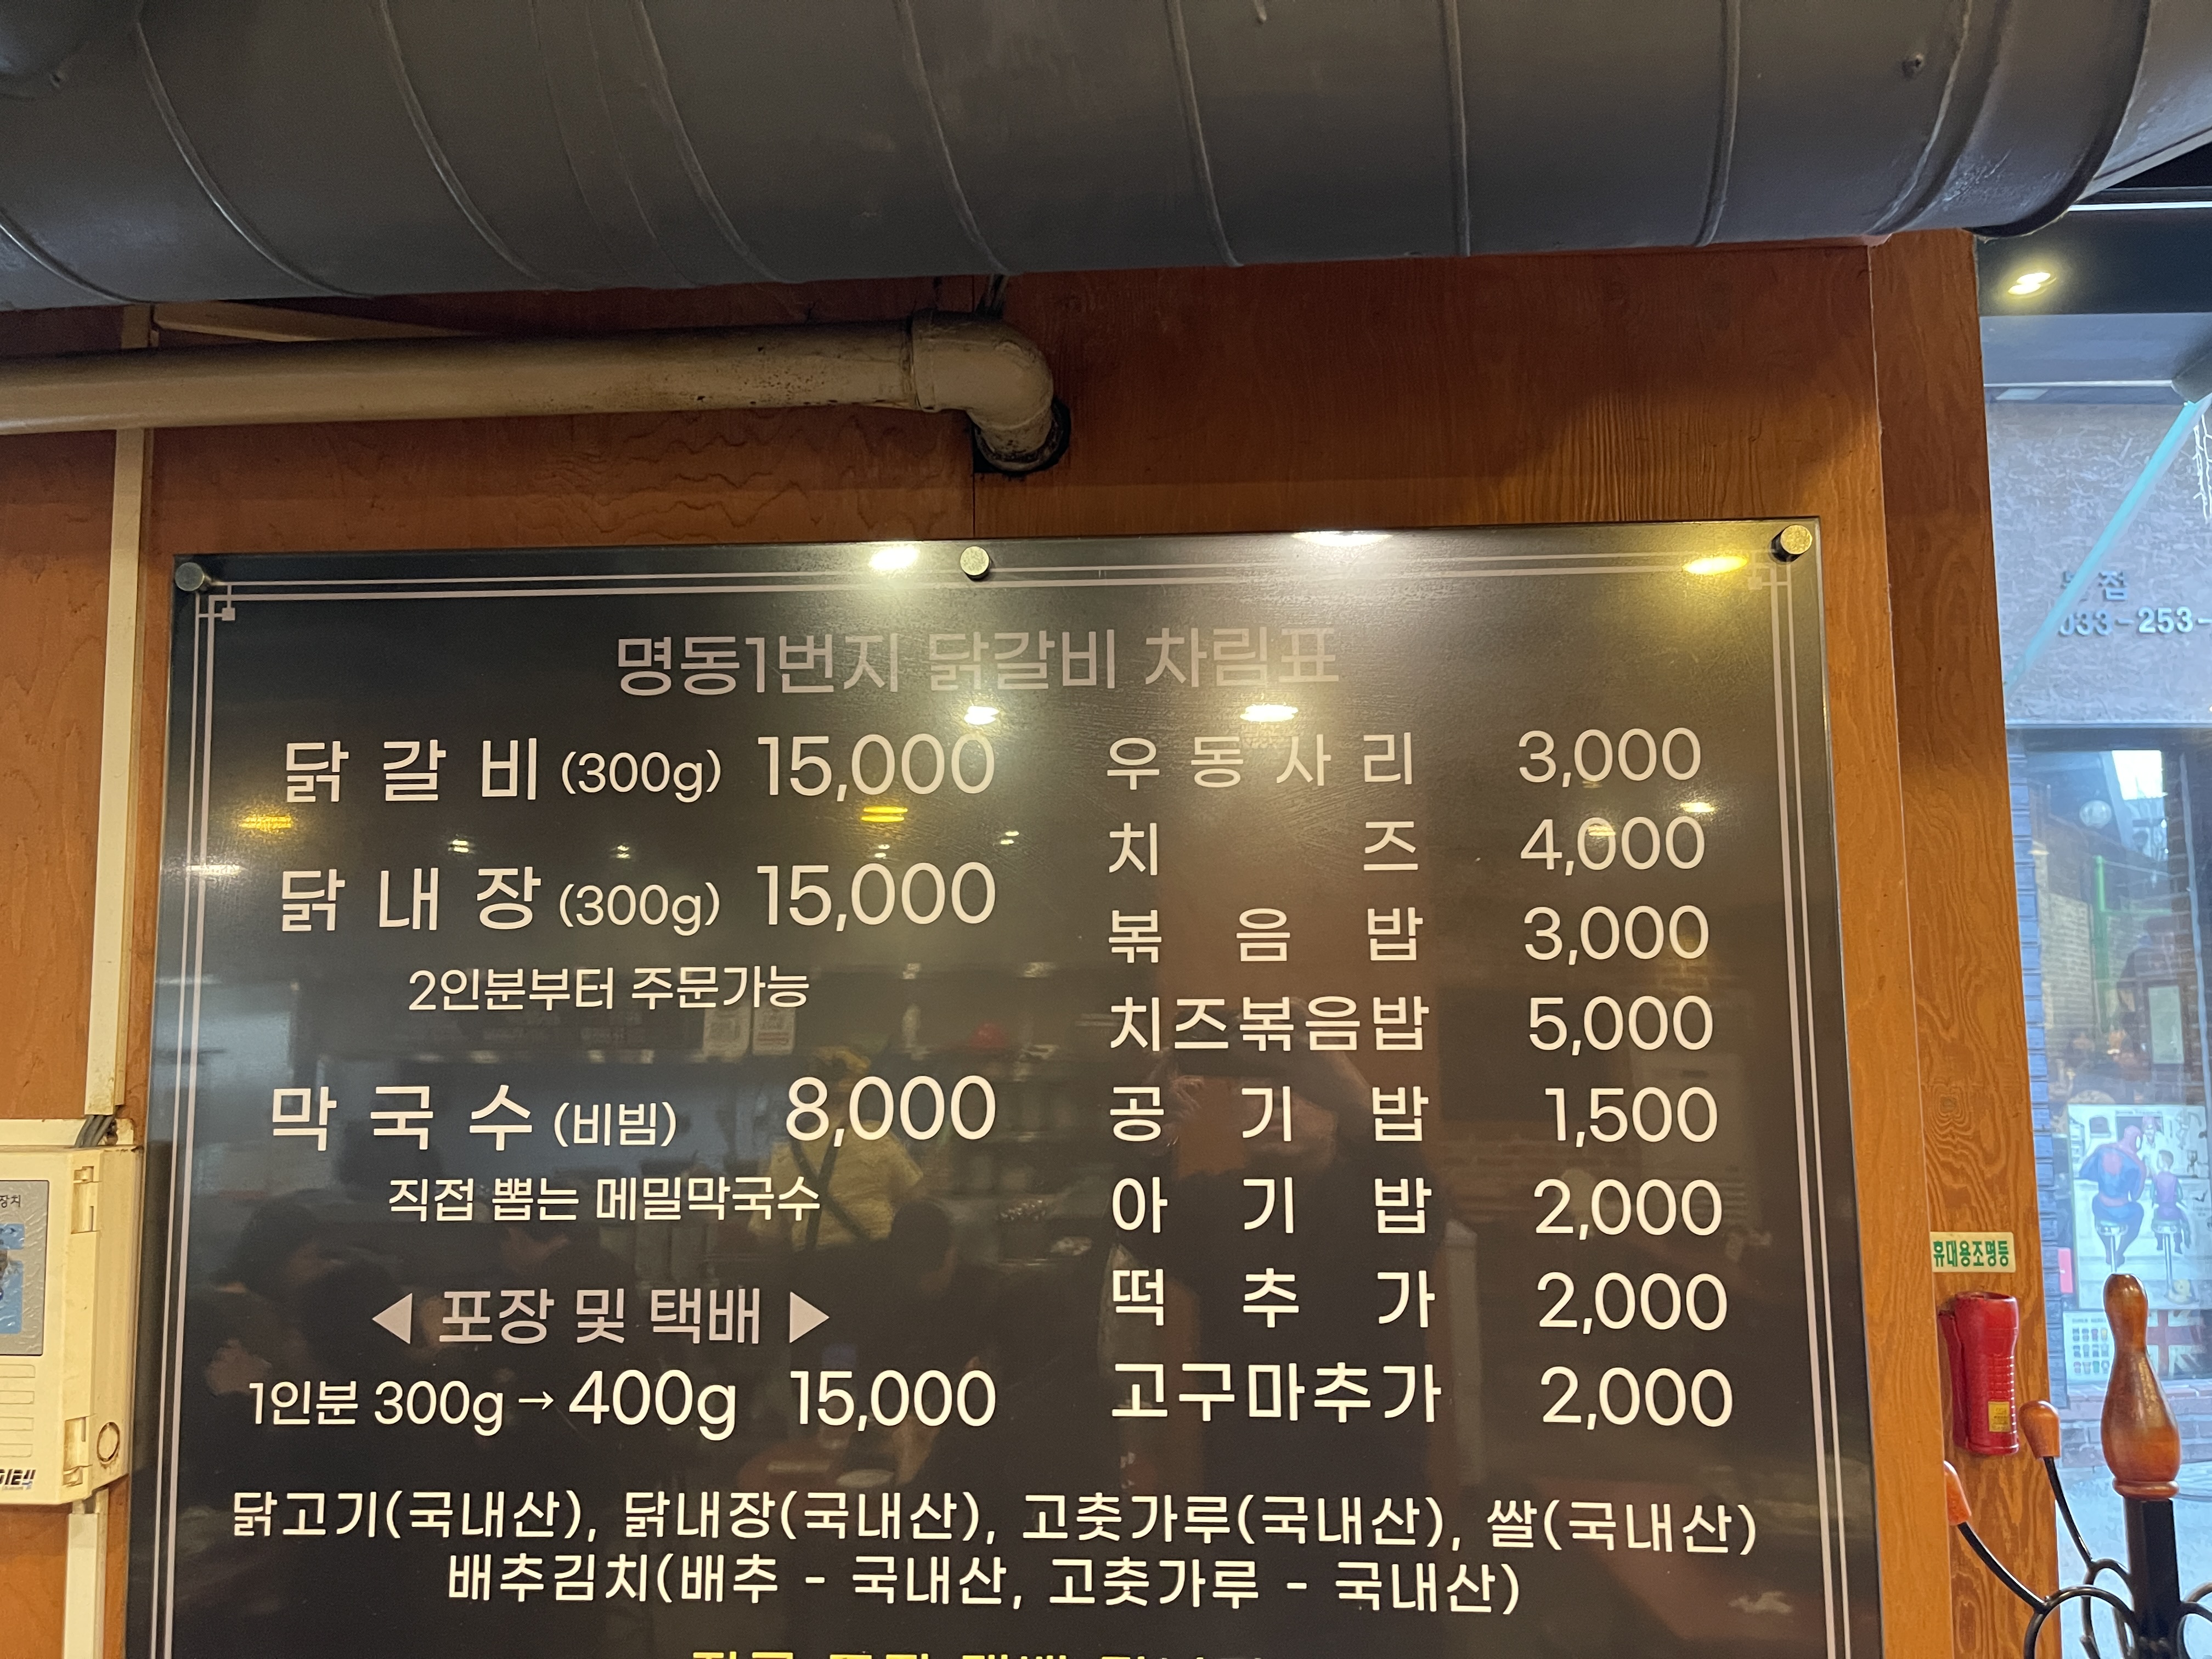 명동1번지 닭갈비 차림표
닭갈비 (300g) 15,000
닭내장 (300g) 15,000
2인분부터 주문가능
막국수 (비빔) 8,000
직접 뽑는 메밀막국수
◀ 포장 및 택배 ▶
1인분 300g → 400g 15,000
우동사리 3,000
치즈 4,000
볶음밥 3,000
치즈볶음밥 5,000
공기밥 1,500
아기밥 2,000
떡추가 2,000
고구마추가 2,000
닭고기(국내산), 닭내장(국내산), 고춧가루(국내산), 쌀(국내산)
배추김치(배추 - 국내산, 고춧가루 - 국내산)
033-253-
휴대용조명등